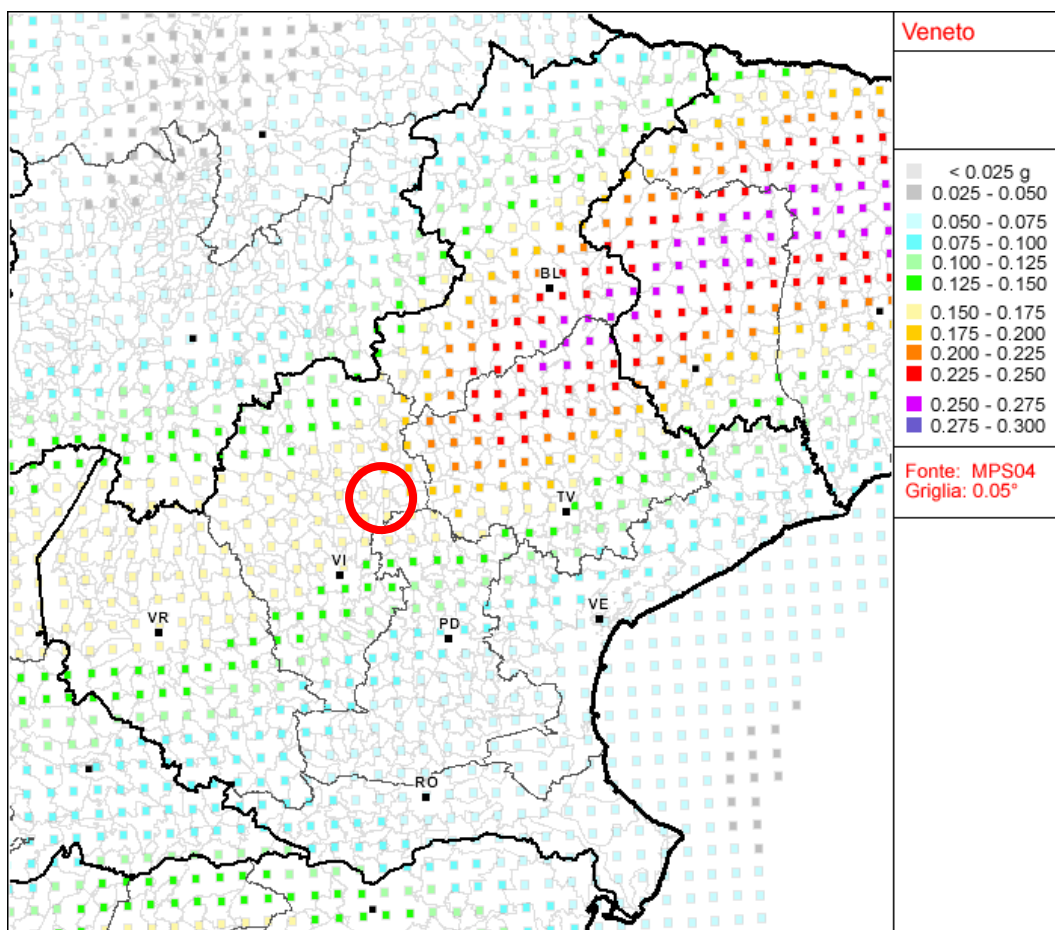 Veneto
< 0.025 g
0.025 - 0.050
0.050 - 0.075
0.075 - 0.100
0.100 - 0.125
0.125 - 0.150
0.150 - 0.175
0.175 - 0.200
0.200 - 0.225
0.225 - 0.250
0.250 - 0.275
0.275 - 0.300
Fonte: MPS04
Griglia: 0.05°
BL
TV
VI
VE
VR
PD
RO